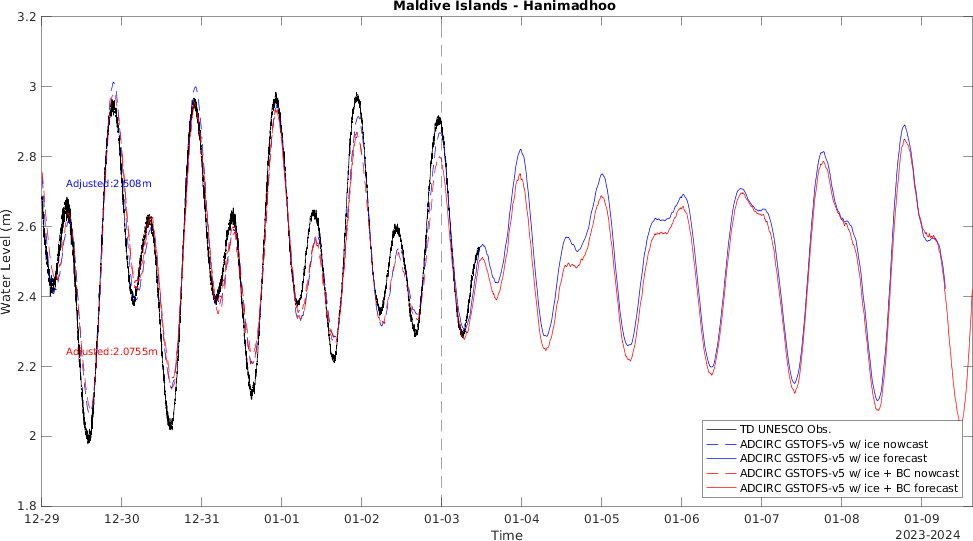 Maldive Islands - Hanimadhoo
Water Level (m)
3.2
3
2.8
2.6
2.4
2.2
2
1.8
Adjusted:2.508m
Adjusted:2.0755m
TD UNESCO Obs.
ADCIRC GSTOFS-v5 w/ ice nowcast
ADCIRC GSTOFS-v5 w/ ice forecast
ADCIRC GSTOFS-v5 w/ ice + BC nowcast
ADCIRC GSTOFS-v5 w/ ice + BC forecast
12-29 12-30 12-31 01-01 01-02 01-03 01-04 01-05 01-06 01-07 01-08 01-09
Time
2023-2024